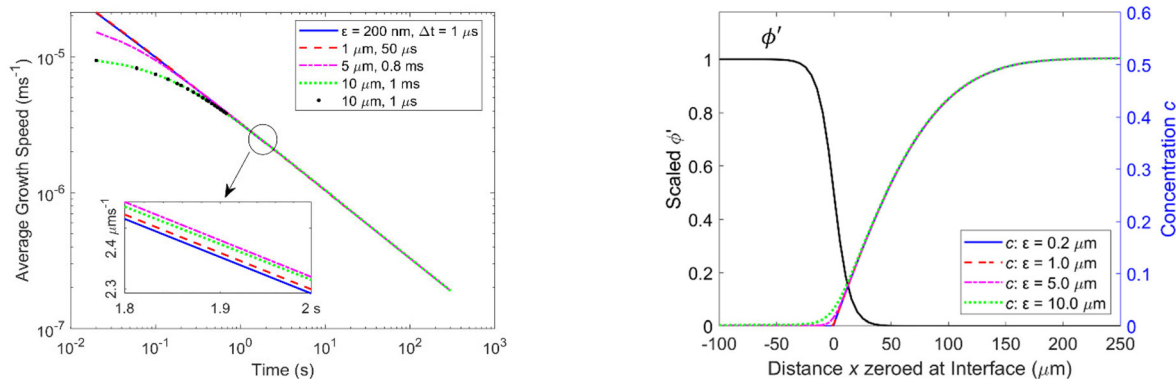 Average Growth Speed (ms⁻¹)
10⁻⁵
10⁻⁶
10⁻⁷
ε = 200 nm, Δt = 1 μs
1 μm, 50 μs
5 μm, 0.8 ms
10 μm, 1 ms
10 μm, 1 μs
2.4 μms⁻¹
2.3
1.8
1.9
2 s
10⁻² 10⁻¹ 10⁰ 10¹ 10² 10³
Time (s)
Scaled ϕ′
ϕ′
1
0.8
0.6
0.4
0.2
0
c: ε = 0.2 μm
c: ε = 1.0 μm
c: ε = 5.0 μm
c: ε = 10.0 μm
0.6
0.5
0.4
0.3
0.2
0.1
0
Concentration c
-100 -50 0 50 100 150 200 250
Distance x zeroed at Interface (μm)